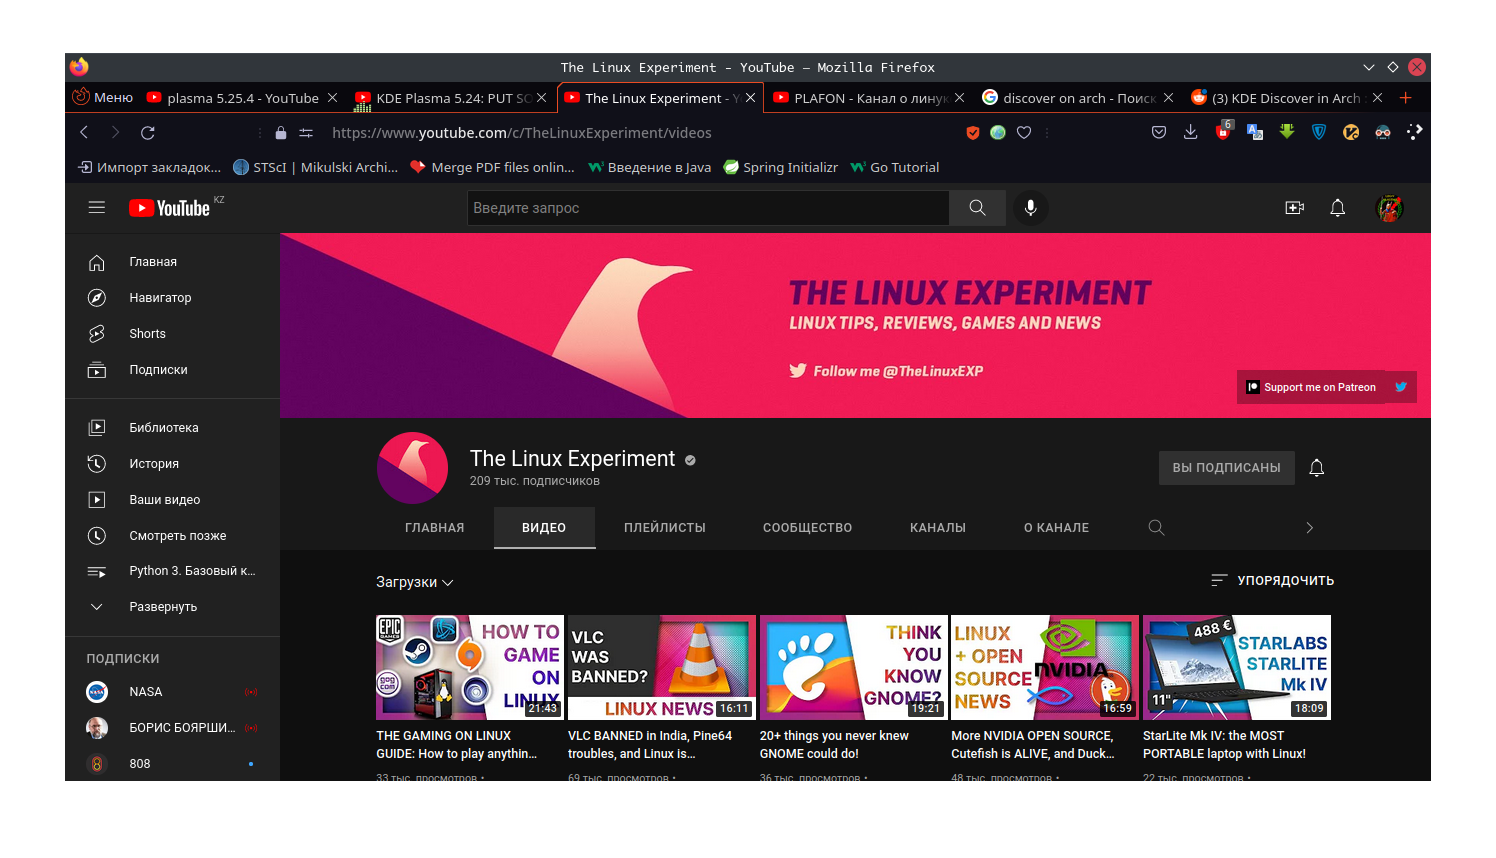 The Linux Experiment - YouTube — Mozilla Firefox
Меню
plasma 5.25.4 - YouTube
KDE Plasma 5.24: PUT SO
The Linux Experiment - Y
PLAFON - Канал о линук
discover on arch - Поиск
(3) KDE Discover in Arch
https://www.youtube.com/c/TheLinuxExperiment/videos
6
Импорт закладок...
STScI | Mikulski Archi...
Merge PDF files onlin...
Введение в Java
Spring Initializr
Go Tutorial
YouTube KZ
Введите запрос
Главная
Навигатор
Shorts
Подписки
Библиотека
История
Ваши видео
Смотреть позже
Python 3. Базовый к...
Развернуть
ПОДПИСКИ
NASA
БОРИС БОЯРШИ...
808
THE LINUX EXPERIMENT
LINUX TIPS, REVIEWS, GAMES AND NEWS
Follow me @TheLinuxEXP
Support me on Patreon
The Linux Experiment
209 тыс. подписчиков
ВЫ ПОДПИСАНЫ
ГЛАВНАЯ
ВИДЕО
ПЛЕЙЛИСТЫ
СООБЩЕСТВО
КАНАЛЫ
О КАНАЛЕ
Загрузки
УПОРЯДОЧИТЬ
EPIC
GAMES
GOG
COM
HOW TO
GAME
ON
LINUX
21:43
THE GAMING ON LINUX
GUIDE: How to play anythin...
33 тыс. просмотров •
VLC
WAS
BANNED?
LINUX NEWS
16:11
VLC BANNED in India, Pine64
troubles, and Linux is...
69 тыс. просмотров •
THINK
YOU
KNOW
GNOME?
19:21
20+ things you never knew
GNOME could do!
36 тыс. просмотров •
LINUX
+ OPEN
SOURCE
NEWS
NVIDIA
16:59
More NVIDIA OPEN SOURCE,
Cutefish is ALIVE, and Duck...
48 тыс. просмотров •
488 €
STARLABS
STARLITE
Mk IV
11"
18:09
StarLite Mk IV: the MOST
PORTABLE laptop with Linux!
22 тыс. просмотров •